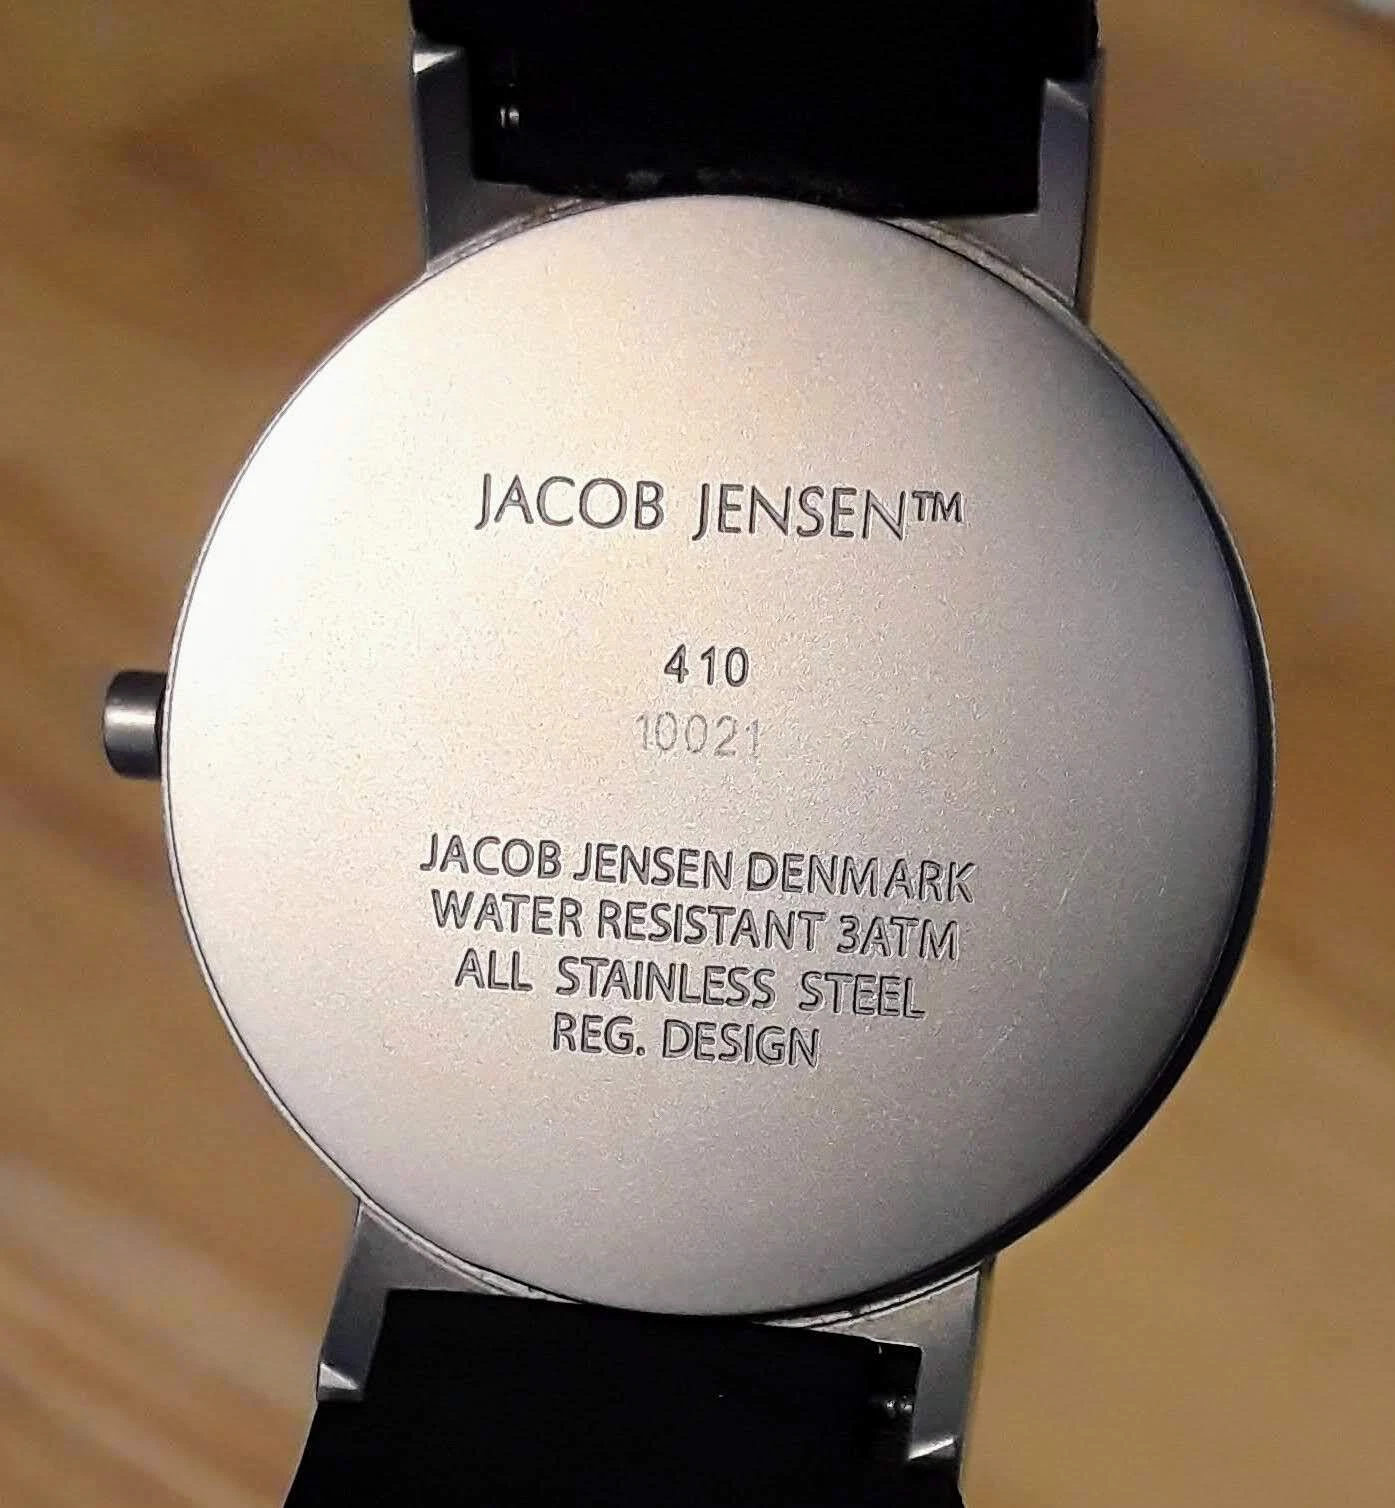 JACOB JENSEN™
410
10021
JACOB JENSEN DENMARK
WATER RESISTANT 3ATM
ALL STAINLESS STEEL
REG. DESIGN